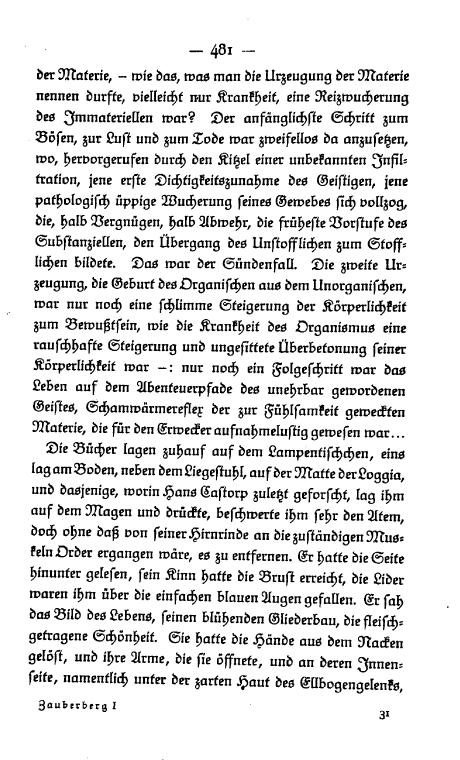 — 481 —
der Materie, – wie das, was man die Urzeugung der Materie
nennen durfte, vielleicht nur Krankheit, eine Reizwucherung
des Immateriellen war? Der anfänglichste Schritt zum
Bösen, zur Lust und zum Tode war zweifellos da anzusetzen,
wo, hervorgerufen durch den Kitzel einer unbekannten Infil-
tration, jene erste Dichtigkeitszunahme des Geistigen, jene
pathologisch üppige Wucherung seines Gewebes sich vollzog,
die, halb Vergnügen, halb Abwehr, die früheste Vorstufe des
Substanziellen, den Übergang des Unstofflichen zum Stoff-
lichen bildete. Das war der Sündenfall. Die zweite Ur-
zeugung, die Geburt des Organischen aus dem Unorganischen,
war nur noch eine schlimme Steigerung der Körperlichkeit
zum Bewußtsein, wie die Krankheit des Organismus eine
rauschhafte Steigerung und ungesittete Überbetonung seiner
Körperlichkeit war –: nur noch ein Folgeschritt war das
Leben auf dem Abenteuerpfade des unehrbar gewordenen
Geistes, Schamwärmereflex der zur Fühlsamkeit geweckten
Materie, die für den Erwecker aufnahmelustig gewesen war...
Die Bücher lagen zuhauf auf dem Lampentischchen, eins
lag am Boden, neben dem Liegestuhl, auf der Matte der Loggia,
und dasjenige, worin Hans Castorp zuletzt geforscht, lag ihm
auf dem Magen und drückte, beschwerte ihm sehr den Atem,
doch ohne daß von seiner Hirnrinde an die zuständigen Mus-
keln Order ergangen wäre, es zu entfernen. Er hatte die Seite
hinunter gelesen, sein Kinn hatte die Brust erreicht, die Lider
waren ihm über die einfachen blauen Augen gefallen. Er sah
das Bild des Lebens, seinen blühenden Gliederbau, die fleisch-
getragene Schönheit. Sie hatte die Hände aus dem Nacken
gelöst, und ihre Arme, die sie öffnete, und an deren Innen-
seite, namentlich unter der zarten Haut des Ellbogengelenks,
Zauberberg I
31